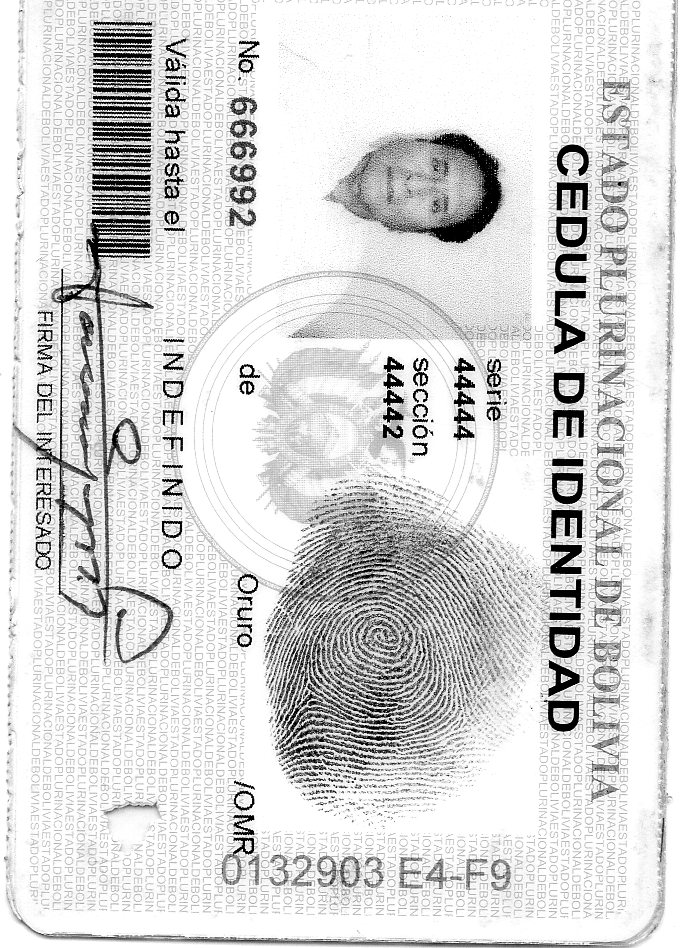 ESTADO PLURINACIONAL DE BOLIVIA
CEDULA DE IDENTIDAD
serie
44444
sección
44442
No. 666992 de Oruro /OMR
Válida hasta el INDEFINIDO
FIRMA DEL INTERESADO
0132903 E4-F9